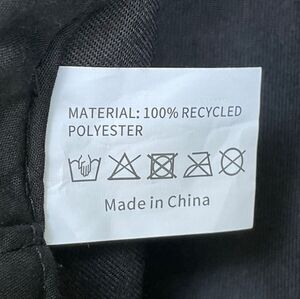 MATERIAL: 100% RECYCLED
POLYESTER
Made in China